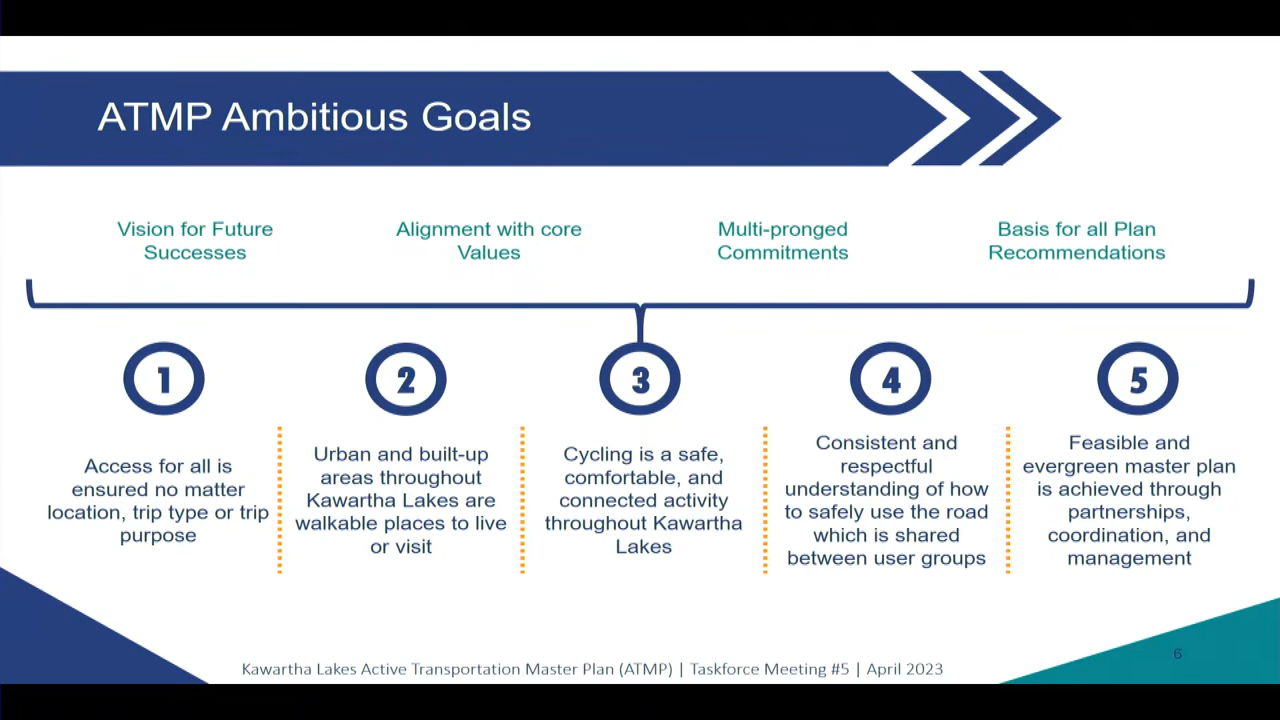 ATMP Ambitious Goals
Vision for Future
Successes
Alignment with core
Values
Multi-pronged
Commitments
Basis for all Plan
Recommendations
1
Access for all is
ensured no matter
location, trip type or trip
purpose
2
Urban and built-up
areas throughout
Kawartha Lakes are
walkable places to live
or visit
3
Cycling is a safe,
comfortable, and
connected activity
throughout Kawartha
Lakes
4
Consistent and
respectful
understanding of how
to safely use the road
which is shared
between user groups
5
Feasible and
evergreen master plan
is achieved through
partnerships,
coordination, and
management
6
Kawartha Lakes Active Transportation Master Plan (ATMP) | Taskforce Meeting #5 | April 2023